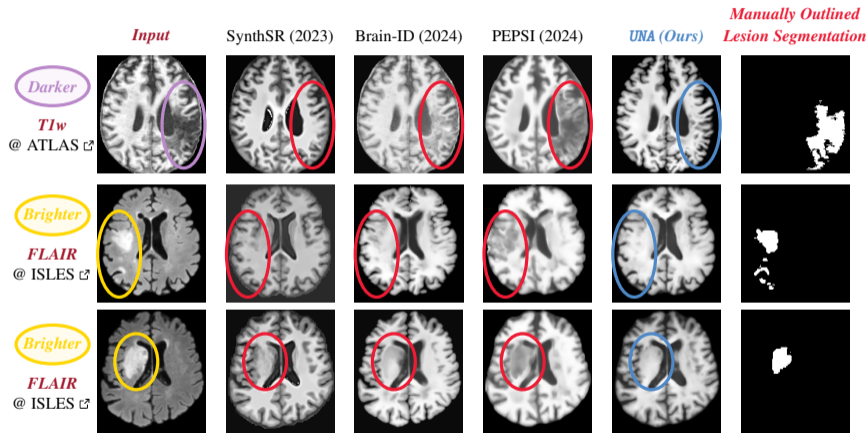 Input
SynthSR (2023)
Brain-ID (2024)
PEPSI (2024)
UNA (Ours)
Manually Outlined
Lesion Segmentation
Darker
T1w
@ ATLAS
Brighter
FLAIR
@ ISLES
Brighter
FLAIR
@ ISLES